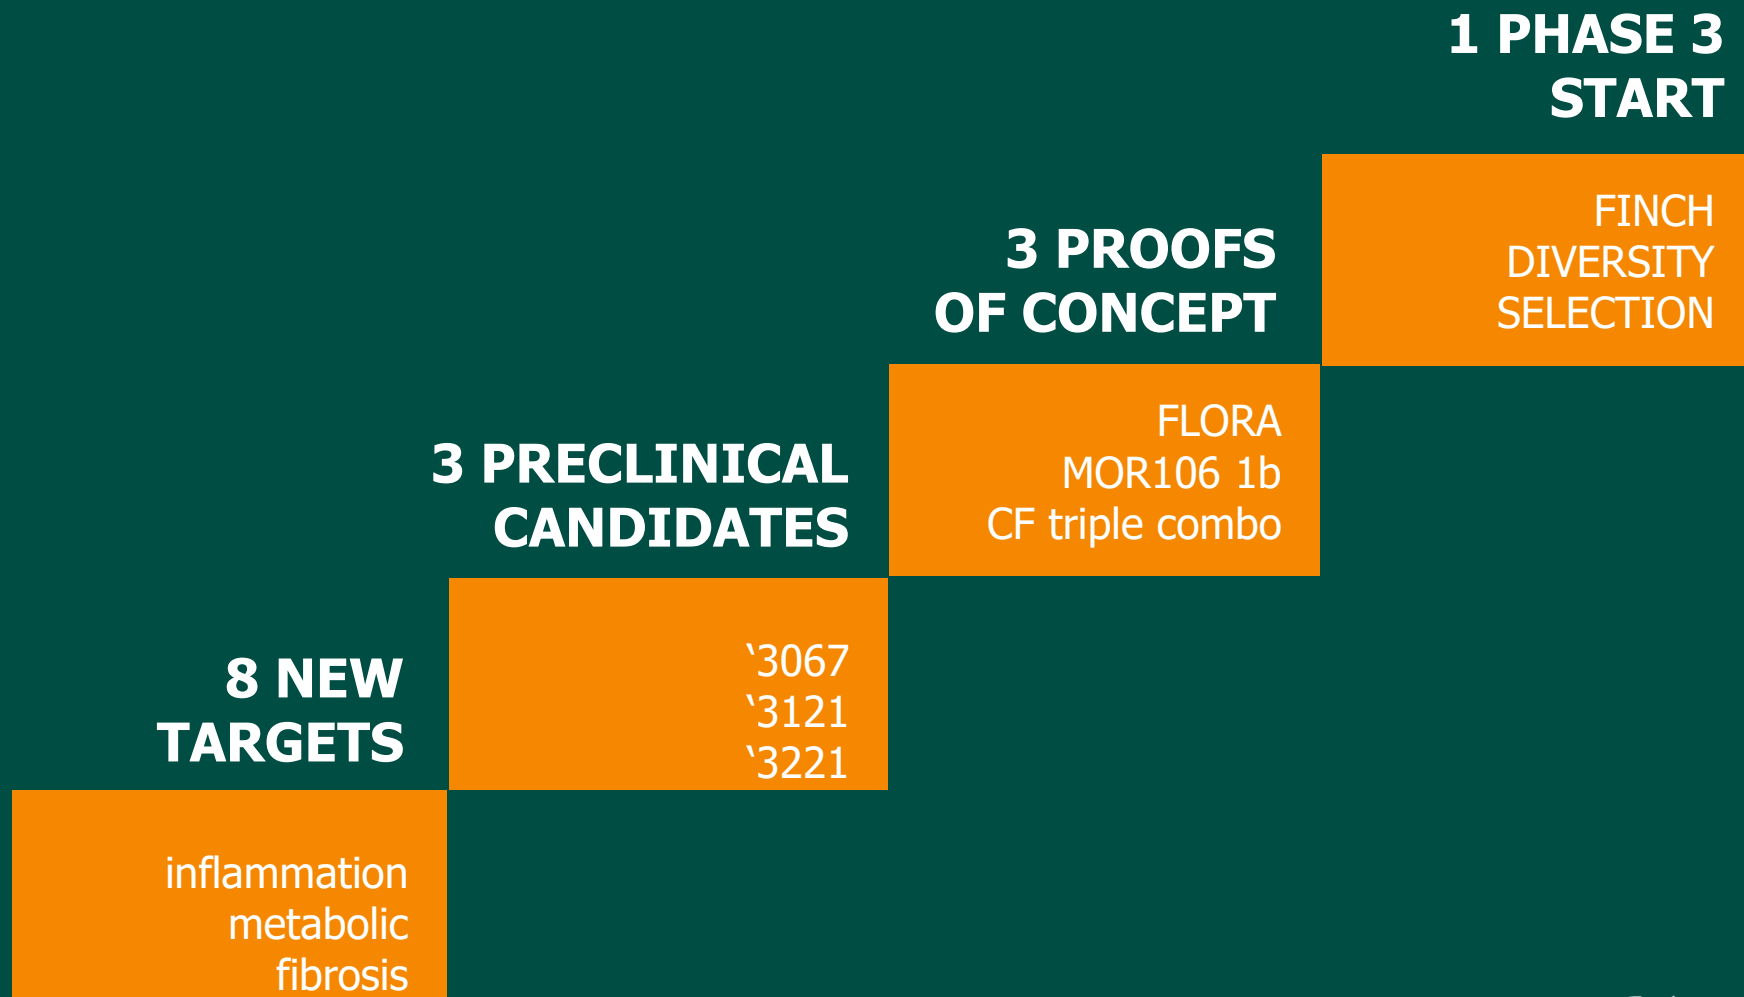 1 PHASE 3
START
FINCH
DIVERSITY
SELECTION
3 PROOFS
OF CONCEPT
FLORA
MOR106 1b
CF triple combo
3 PRECLINICAL
CANDIDATES
‘3067
‘3121
‘3221
8 NEW
TARGETS
inflammation
metabolic
fibrosis